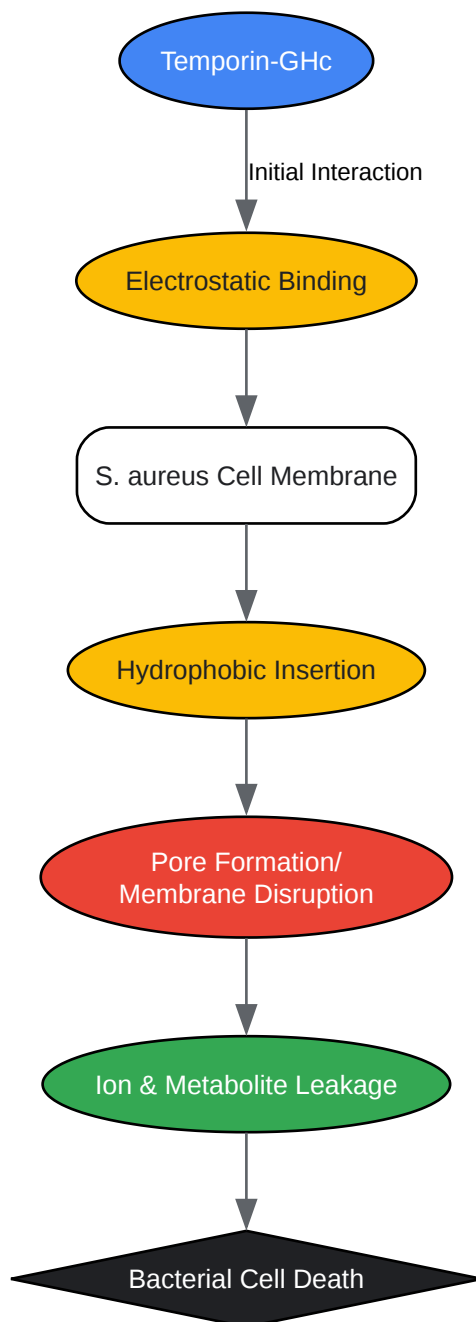 Temporin-GHc
Initial Interaction
Electrostatic Binding
S. aureus Cell Membrane
Hydrophobic Insertion
Pore Formation/
Membrane Disruption
Ion & Metabolite Leakage
Bacterial Cell Death